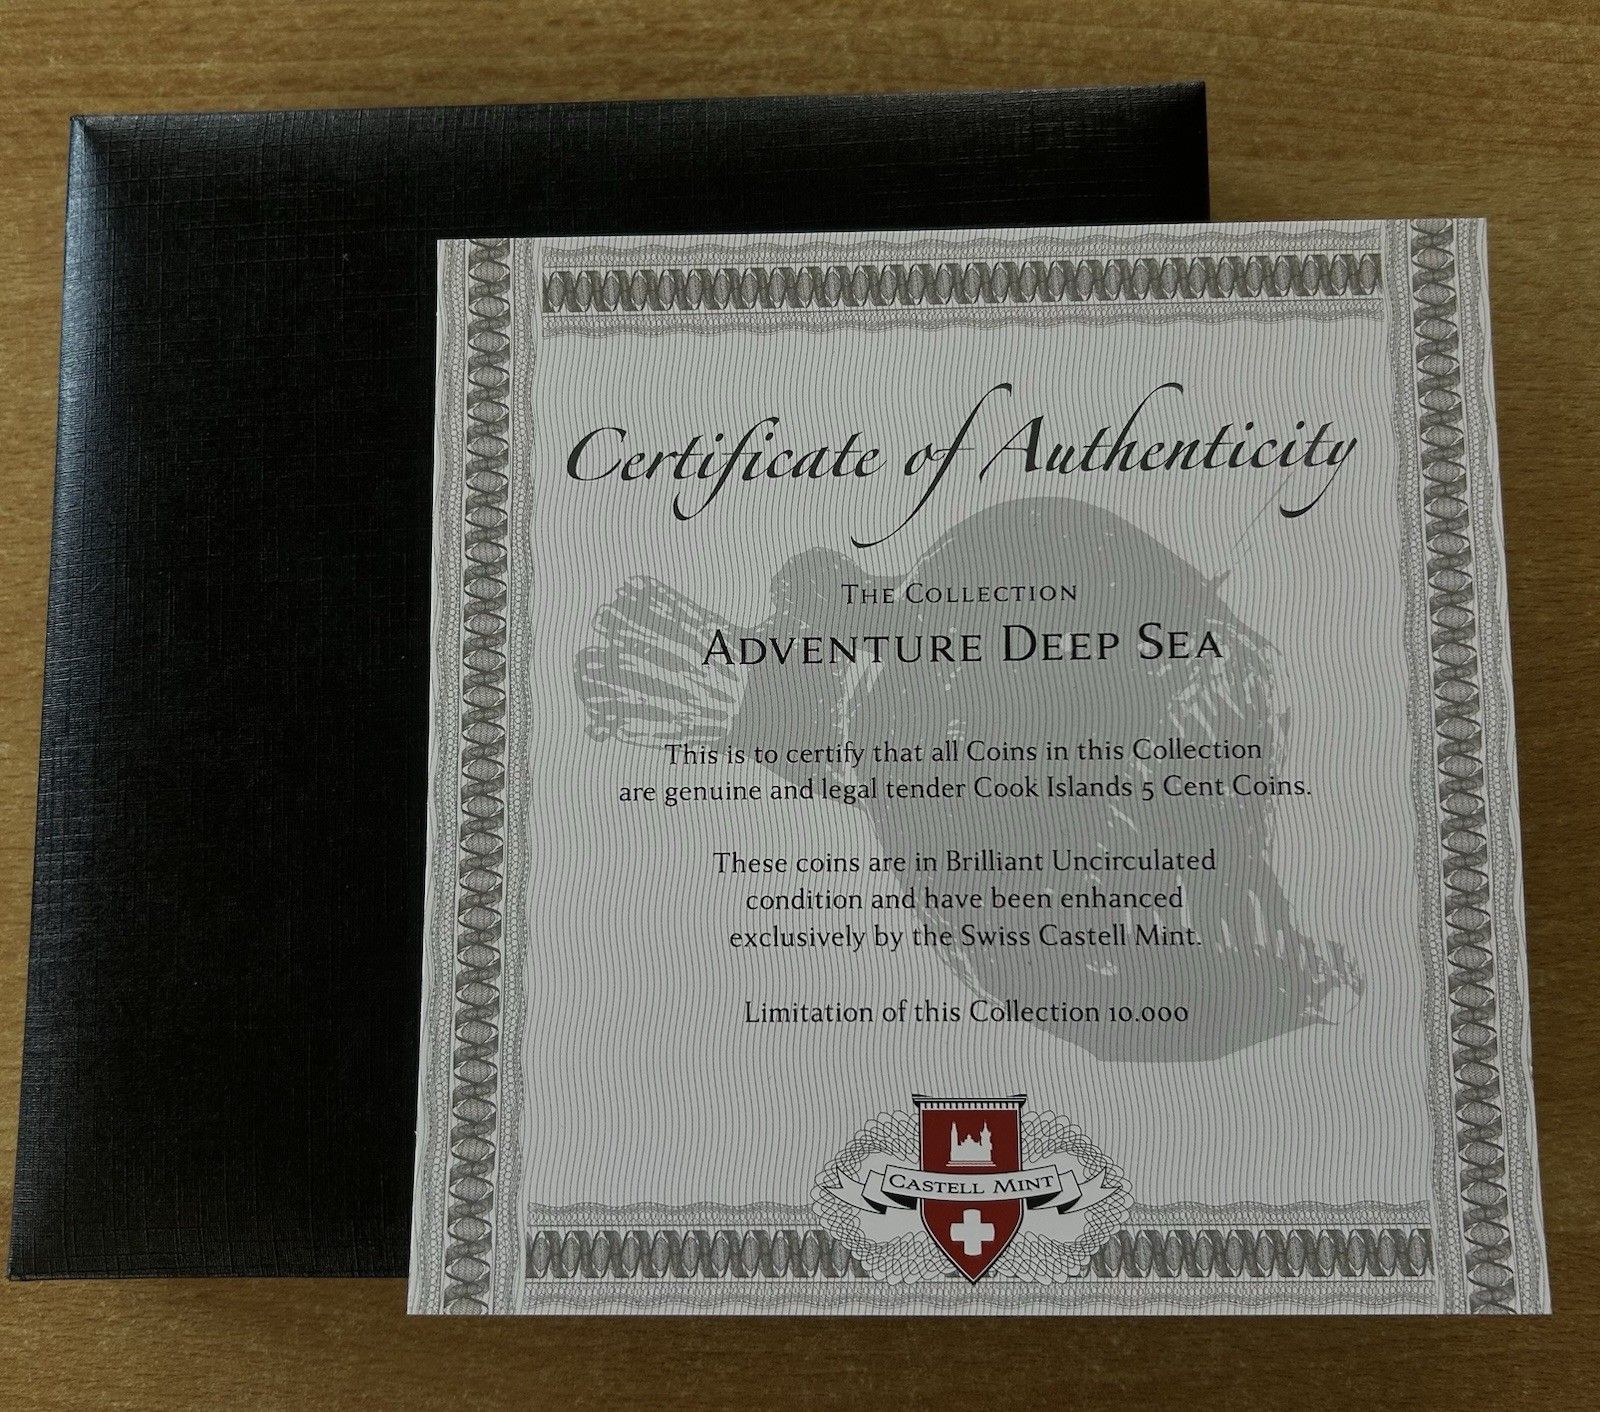 Certificate of Authenticity
The Collection
Adventure Deep Sea
This is to certify that all Coins in this Collection
are genuine and legal tender Cook Islands 5 Cent Coins.
These coins are in Brilliant Uncirculated
condition and have been enhanced
exclusively by the Swiss Castell Mint.
Limitation of this Collection 10.000
Castell Mint